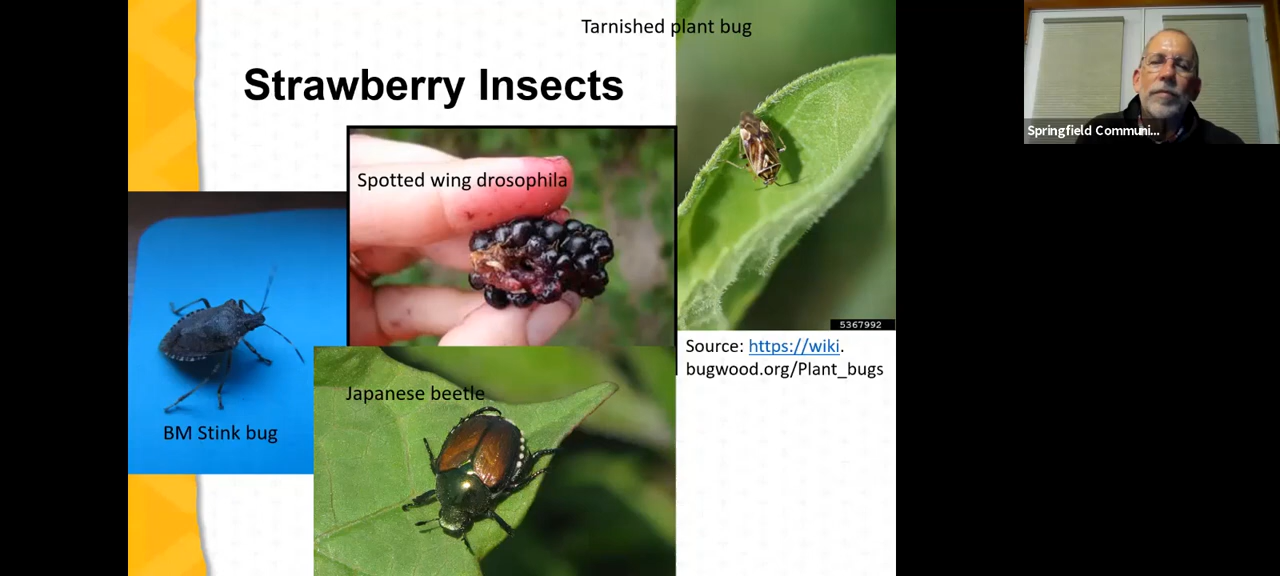 Tarnished plant bug
Strawberry Insects
Springfield Communi...
Spotted wing drosophila
5367992
Source: https://wiki.
bugwood.org/Plant_bugs
Japanese beetle
BM Stink bug